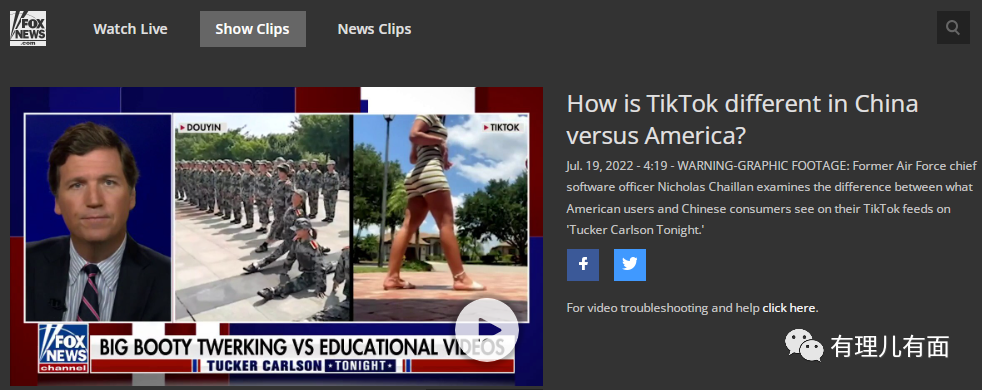 FOX
NEWS
.com
Watch Live
Show Clips
News Clips
DOUYIN
TIKTOK
How is TikTok different in China
versus America?
Jul. 19, 2022 - 4:19 - WARNING-GRAPHIC FOOTAGE: Former Air Force chief
software officer Nicholas Chaillan examines the difference between what
American users and Chinese consumers see on their TikTok feeds on
'Tucker Carlson Tonight.'
For video troubleshooting and help click here.
FOX
NEWS
channel
BIG BOOTY TWERKING VS EDUCATIONAL VIDEOS
TUCKER CARLSON TONIGHT
有理儿有面